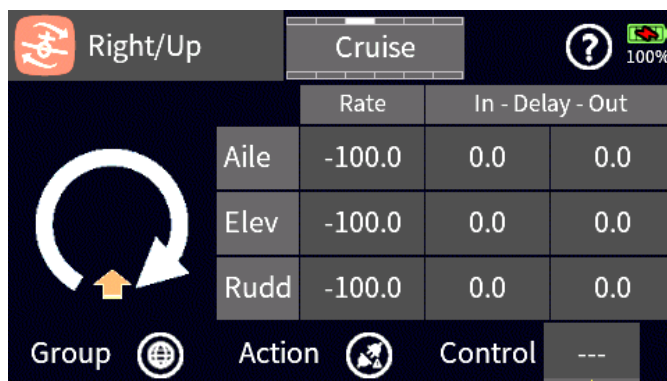 Right/Up Cruise ? 100%
Rate In - Delay - Out
Aile -100.0 0.0 0.0
Elev -100.0 0.0 0.0
Rudd -100.0 0.0 0.0
Group Action Control ---